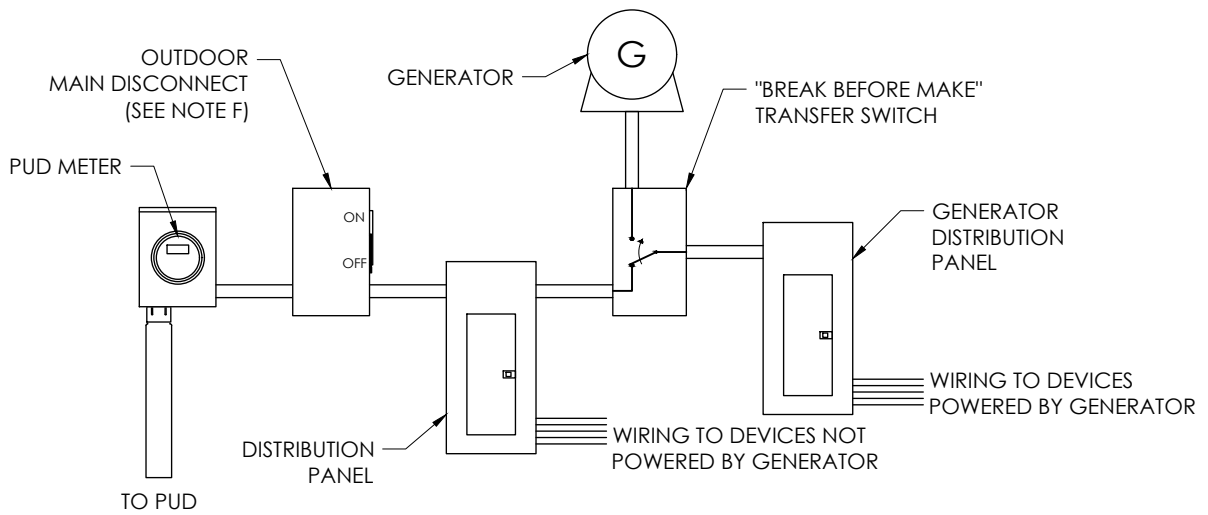 OUTDOOR
MAIN DISCONNECT
(SEE NOTE F)
GENERATOR
G
"BREAK BEFORE MAKE"
TRANSFER SWITCH
PUD METER
ON
OFF
GENERATOR
DISTRIBUTION
PANEL
WIRING TO DEVICES
POWERED BY GENERATOR
DISTRIBUTION
PANEL
WIRING TO DEVICES NOT
POWERED BY GENERATOR
TO PUD